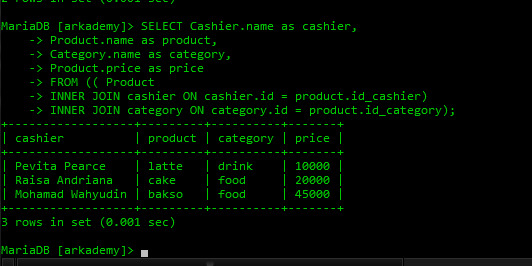 2 rows in set (0.001 sec)
MariaDB [arkademy]> SELECT Cashier.name as cashier,
    -> Product.name as product,
    -> Category.name as category,
    -> Product.price as price
    -> FROM (( Product
    -> INNER JOIN cashier ON cashier.id = product.id_cashier)
    -> INNER JOIN category ON category.id = product.id_category);
+------------------+---------+----------+-------+
| cashier          | product | category | price |
+------------------+---------+----------+-------+
| Pevita Pearce    | latte   | drink    | 10000 |
| Raisa Andriana   | cake    | food     | 20000 |
| Mohamad Wahyudin | bakso   | food     | 45000 |
+------------------+---------+----------+-------+
3 rows in set (0.001 sec)
MariaDB [arkademy]>